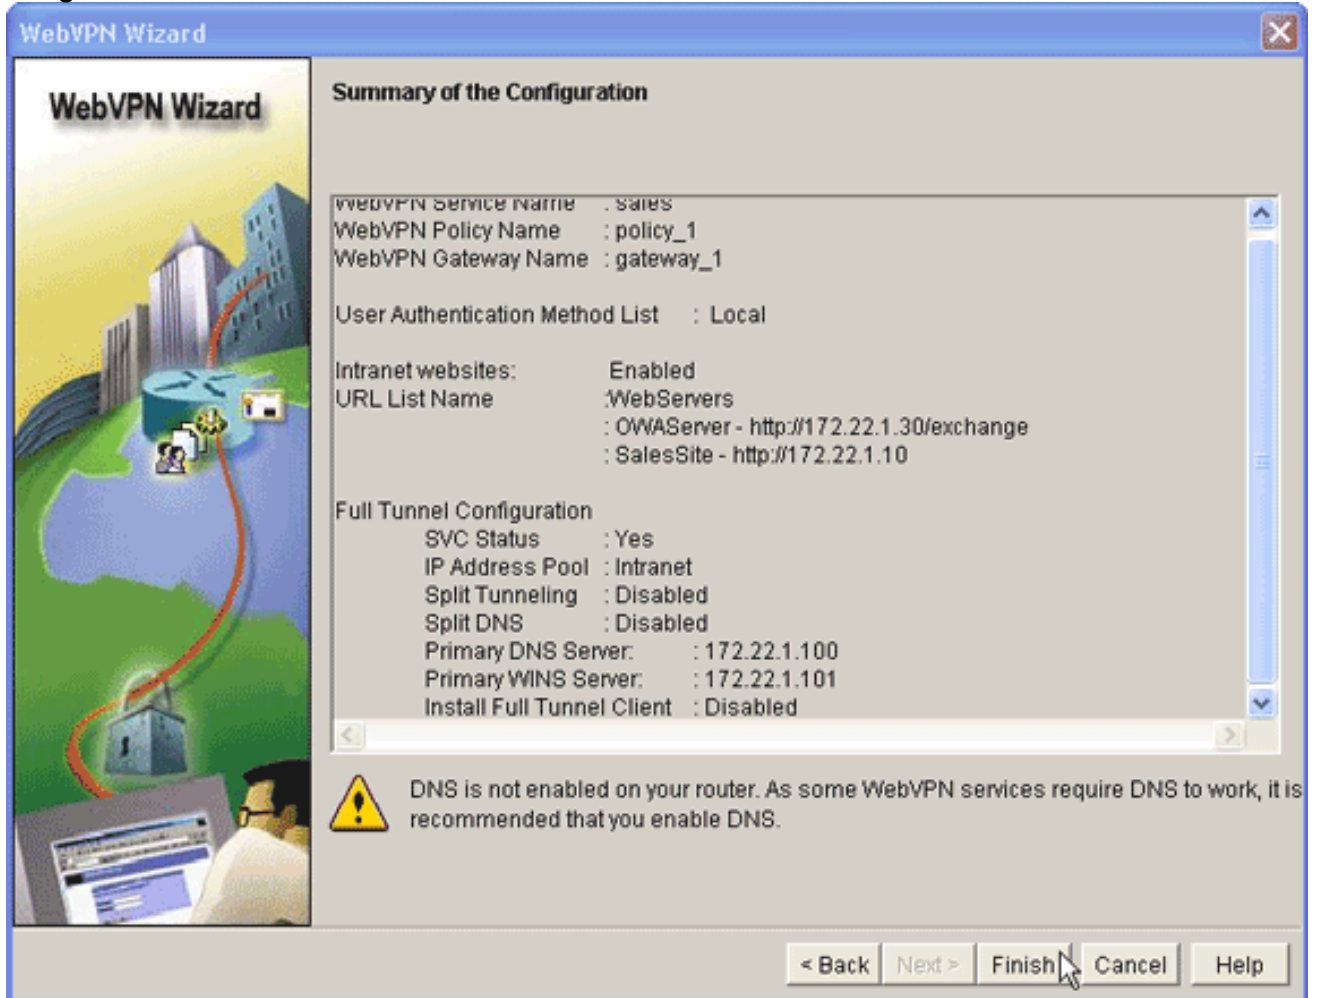 WebVPN Wizard
WebVPN Wizard
Summary of the Configuration
WebVPN Service Name : sales
WebVPN Policy Name : policy_1
WebVPN Gateway Name : gateway_1
User Authentication Method List : Local
Intranet websites: Enabled
URL List Name :WebServers
: OWAServer - http://172.22.1.30/exchange
: SalesSite - http://172.22.1.10
Full Tunnel Configuration
SVC Status : Yes
IP Address Pool : Intranet
Split Tunneling : Disabled
Split DNS : Disabled
Primary DNS Server: : 172.22.1.100
Primary WINS Server: : 172.22.1.101
Install Full Tunnel Client : Disabled
DNS is not enabled on your router. As some WebVPN services require DNS to work, it is
recommended that you enable DNS.
< Back Next > Finish Cancel Help